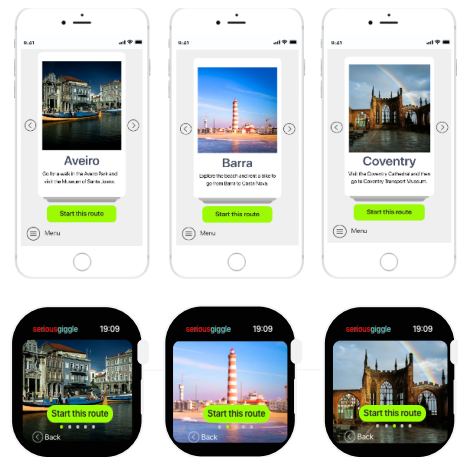 9:41
9:41
9:41
Aveiro
Go for a walk in the Aveiro Park and
visit the Museum of Santa Joana.
Start this route
Menu
Barra
Explore the beach and rent a bike to
go from Barra to Costa Nova.
Start this route
Menu
Coventry
Visit the Coventry Cathedral and then
go to Coventry Transport Museum.
Start this route
Menu
seriousgiggle 19:09
Start this route
Back
seriousgiggle 19:09
Start this route
Back
seriousgiggle 19:09
Start this route
Back